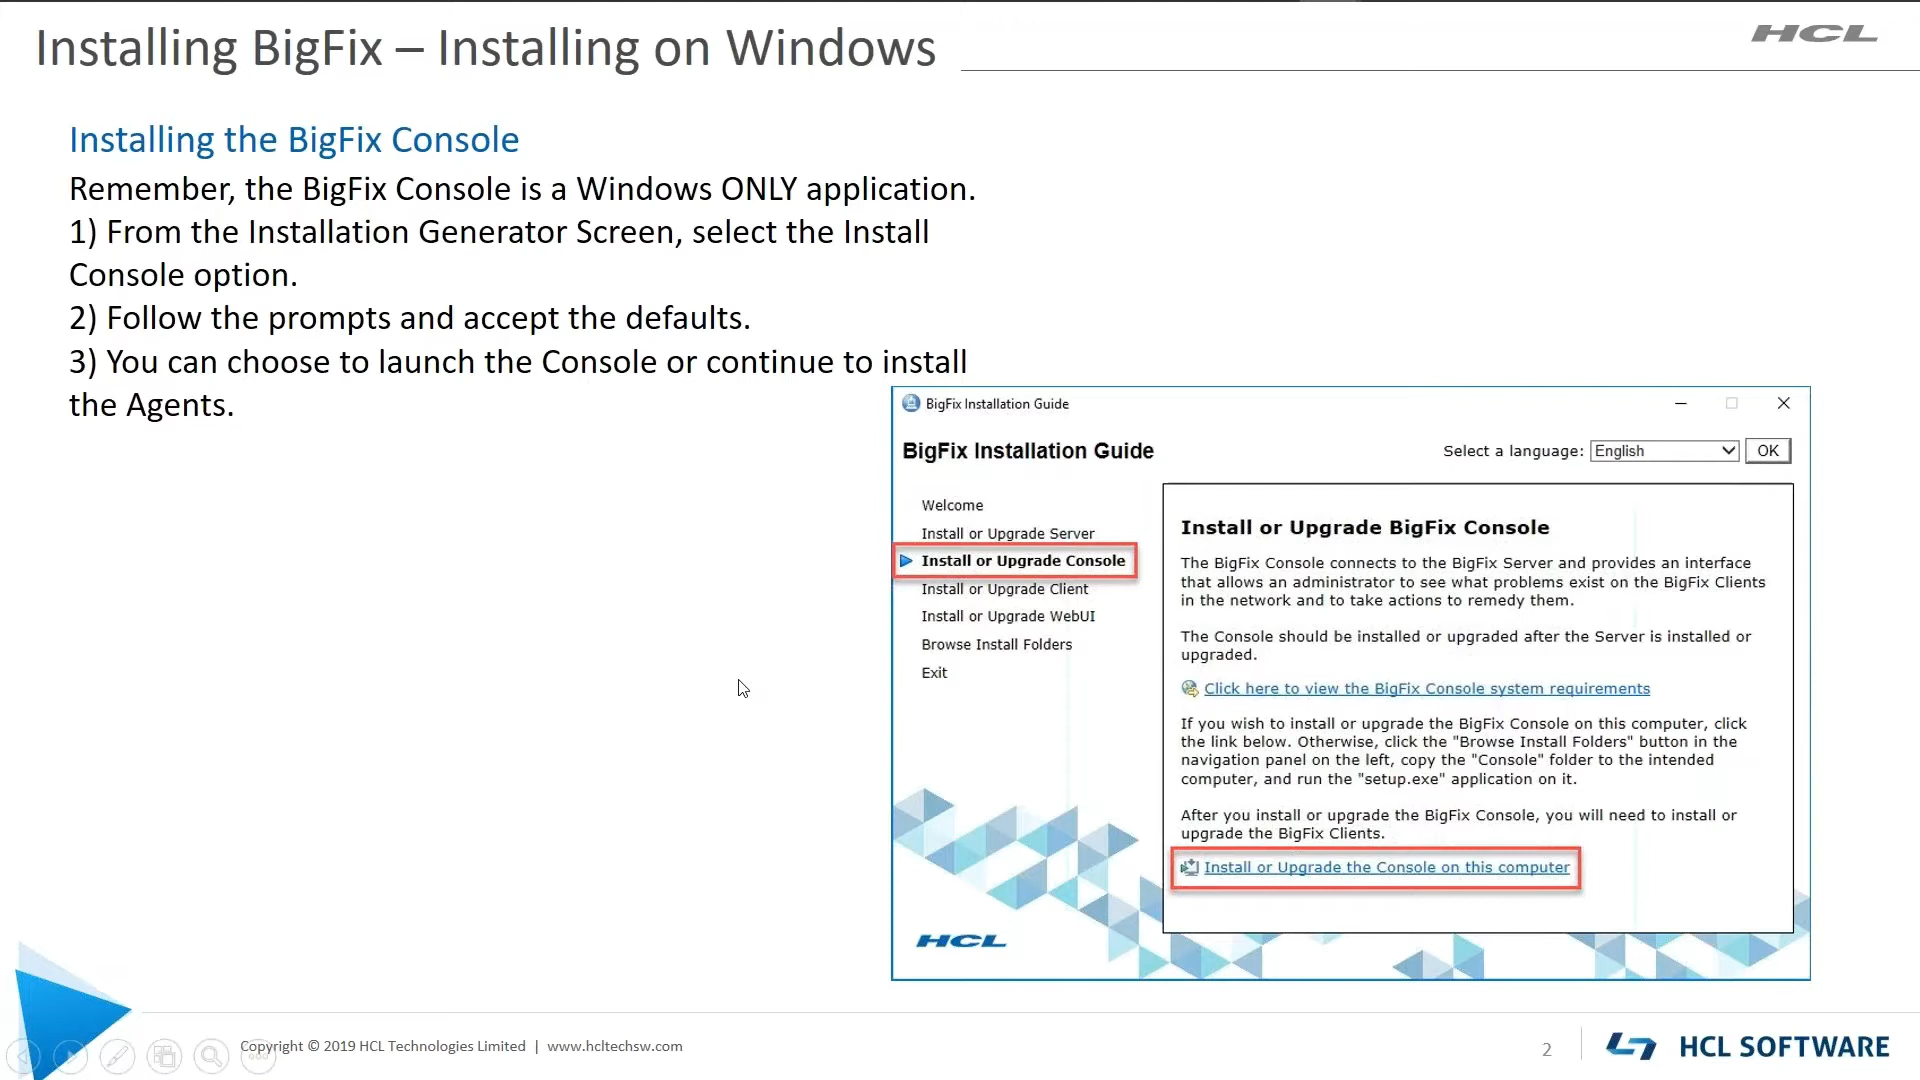 Installing BigFix – Installing on Windows
HCL
Installing the BigFix Console
Remember, the BigFix Console is a Windows ONLY application.
1) From the Installation Generator Screen, select the Install
Console option.
2) Follow the prompts and accept the defaults.
3) You can choose to launch the Console or continue to install
the Agents.
BigFix Installation Guide
BigFix Installation Guide
Select a language: English OK
Welcome
Install or Upgrade Server
Install or Upgrade Console
Install or Upgrade Client
Install or Upgrade WebUI
Browse Install Folders
Exit
Install or Upgrade BigFix Console
The BigFix Console connects to the BigFix Server and provides an interface
that allows an administrator to see what problems exist on the BigFix Clients
in the network and to take actions to remedy them.
The Console should be installed or upgraded after the Server is installed or
upgraded.
Click here to view the BigFix Console system requirements
If you wish to install or upgrade the BigFix Console on this computer, click
the link below. Otherwise, click the "Browse Install Folders" button in the
navigation panel on the left, copy the "Console" folder to the intended
computer, and run the "setup.exe" application on it.
After you install or upgrade the BigFix Console, you will need to install or
upgrade the BigFix Clients.
Install or Upgrade the Console on this computer
HCL
Copyright © 2019 HCL Technologies Limited | www.hcltechsw.com
2
HCL SOFTWARE